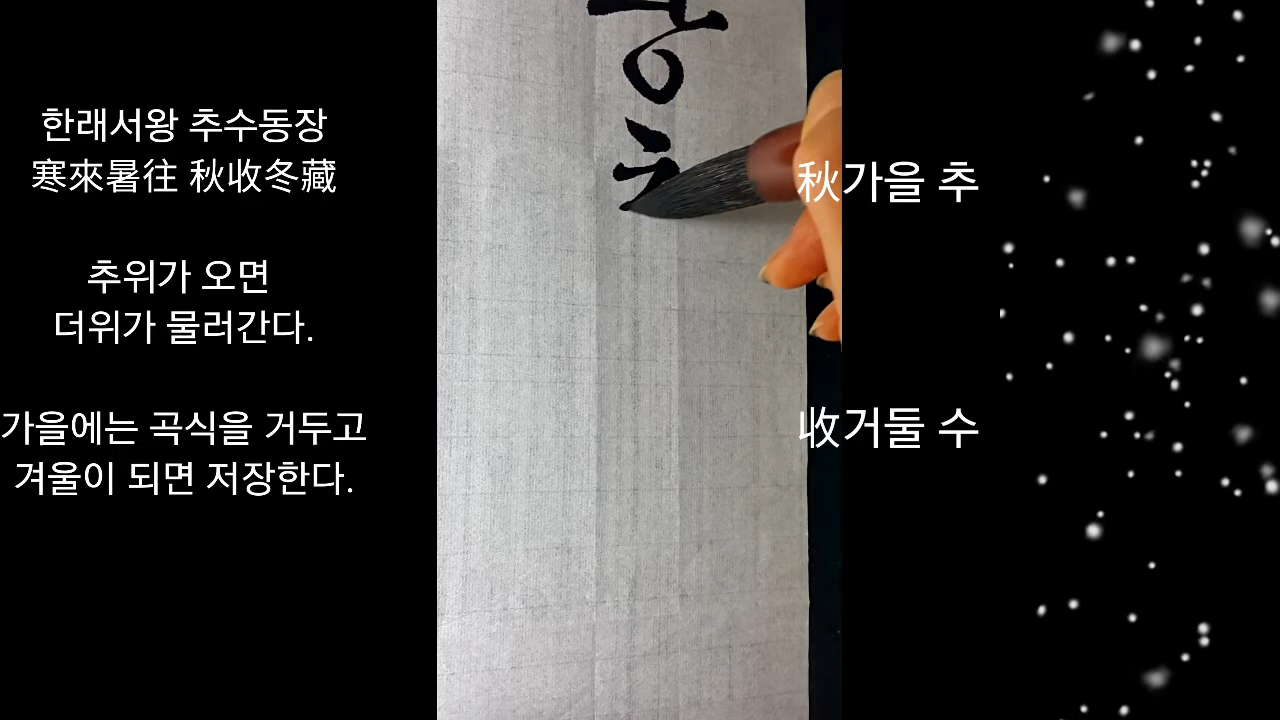 한래서왕 추수동장
寒來暑往 秋收冬藏
추위가 오면
더위가 물러간다.
가을에는 곡식을 거두고
겨울이 되면 저장한다.
秋가을 추
收거둘 수